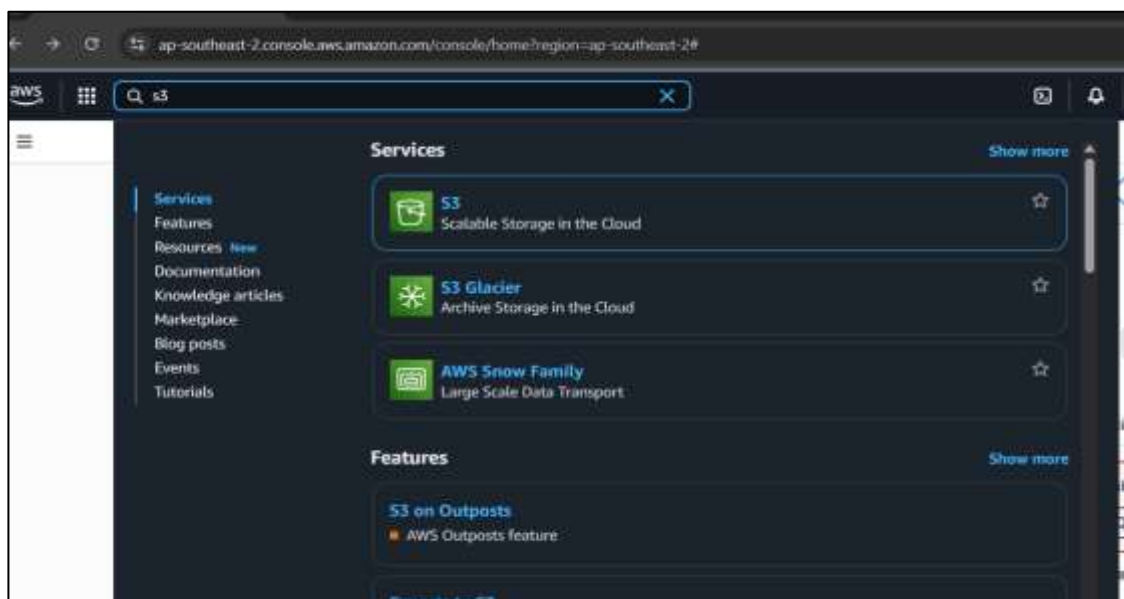 ap-southeast-2.console.aws.amazon.com/console/home?region=ap-southeast-2#
aws
s3
Services
Show more
Services
Features
Resources New
Documentation
Knowledge articles
Marketplace
Blog posts
Events
Tutorials
S3
Scalable Storage in the Cloud
S3 Glacier
Archive Storage in the Cloud
AWS Snow Family
Large Scale Data Transport
Features
Show more
S3 on Outposts
AWS Outposts feature